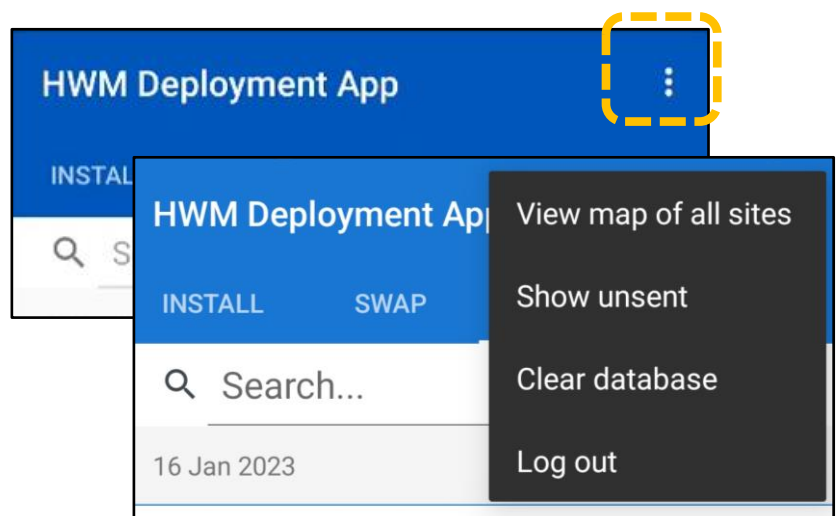 HWM Deployment App
INSTAL
S
HWM Deployment Ap
INSTALL SWAP
Search...
16 Jan 2023
View map of all sites
Show unsent
Clear database
Log out